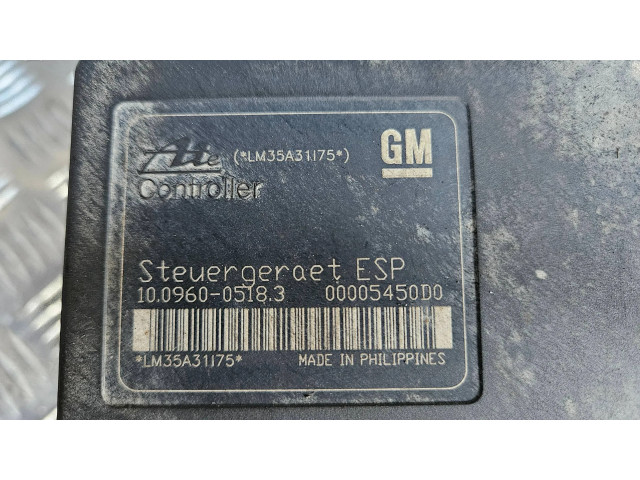 Ate (*LM35A31175*) GM
Controller
Steuergeraet ESP
10.0960-0518.3 00005450D0
*LM35A31175* MADE IN PHILIPPINES